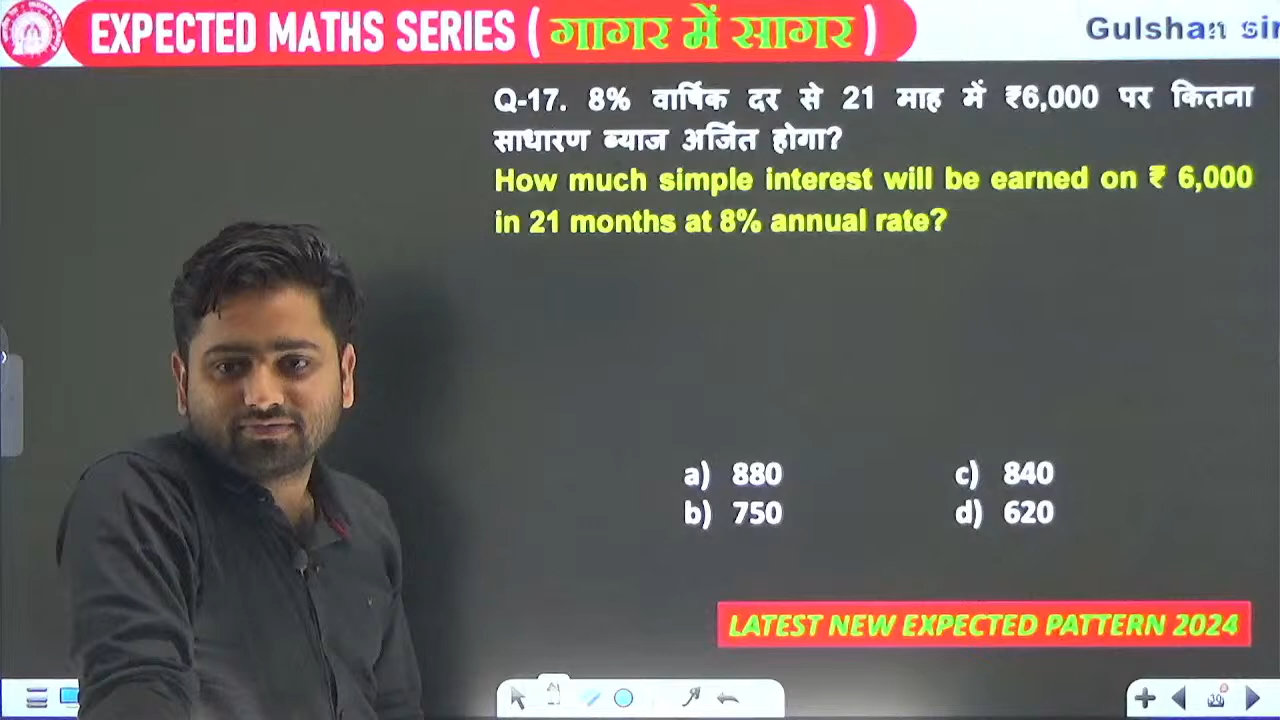 EXPECTED MATHS SERIES ( गागर में सागर )
Gulshan sir
Q-17. 8% वार्षिक दर से 21 माह में ₹6,000 पर कितना
साधारण ब्याज अर्जित होगा?
How much simple interest will be earned on ₹ 6,000
in 21 months at 8% annual rate?
a) 880
c) 840
b) 750
d) 620
LATEST NEW EXPECTED PATTERN 2024